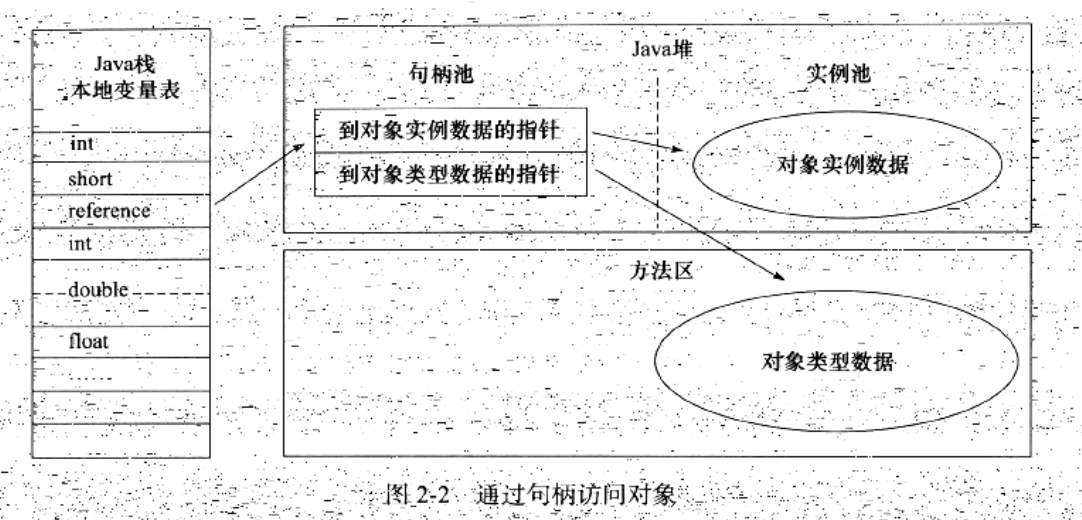 Java栈
本地变量表
int
short
reference
int
double
float
......
Java堆
句柄池
实例池
到对象实例数据的指针
到对象类型数据的指针
对象实例数据
方法区
对象类型数据
图 2-2 通过句柄访问对象